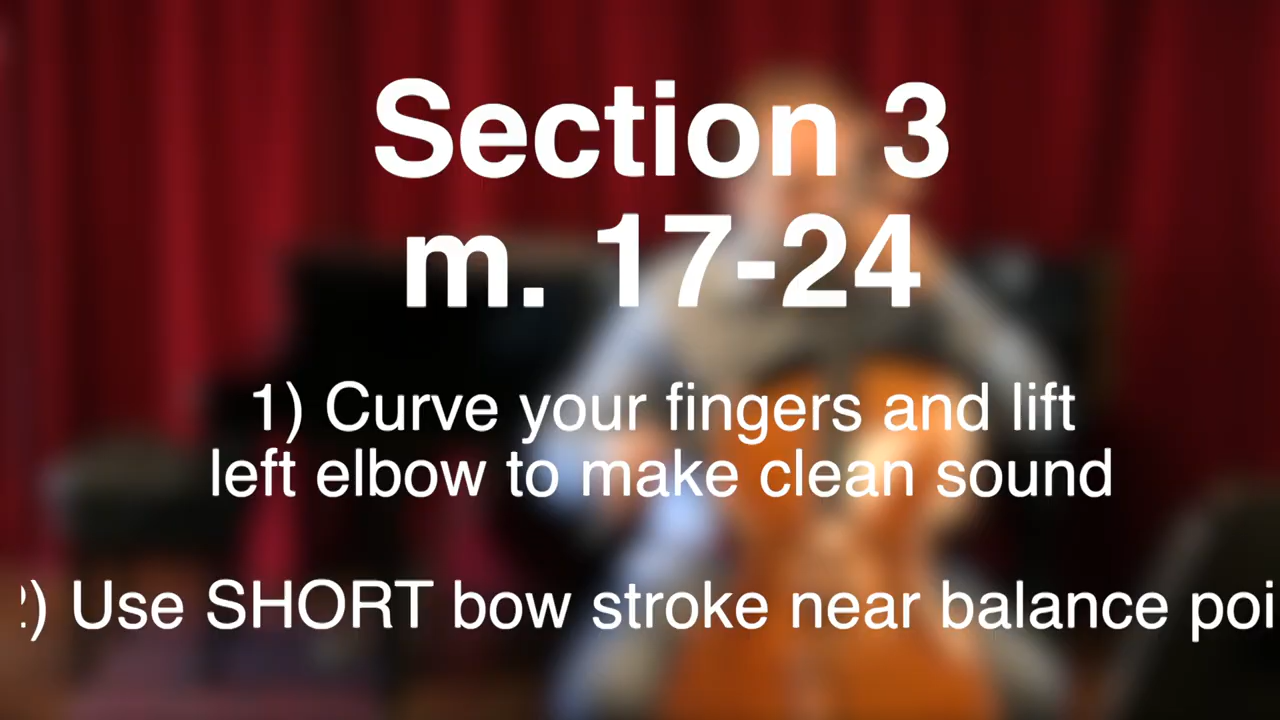 Section 3
m. 17-24
1) Curve your fingers and lift
left elbow to make clean sound
) Use SHORT bow stroke near balance